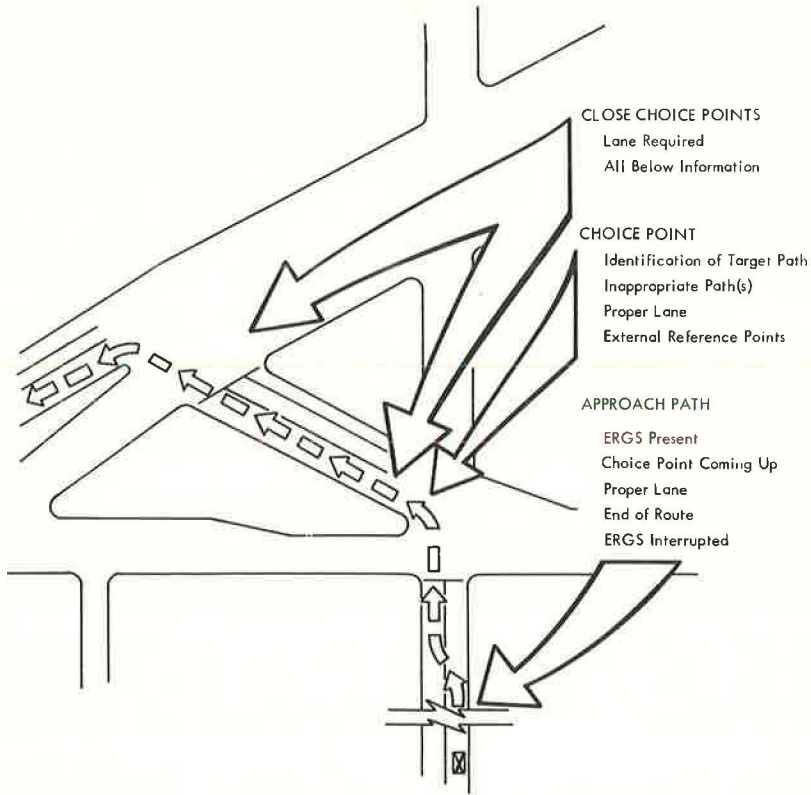 CLOSE CHOICE POINTS
Lane Required
All Below Information
CHOICE POINT
Identification of Target Path
Inappropriate Path(s)
Proper Lane
External Reference Points
APPROACH PATH
ERGS Present
Choice Point Coming Up
Proper Lane
End of Route
ERGS Interrupted